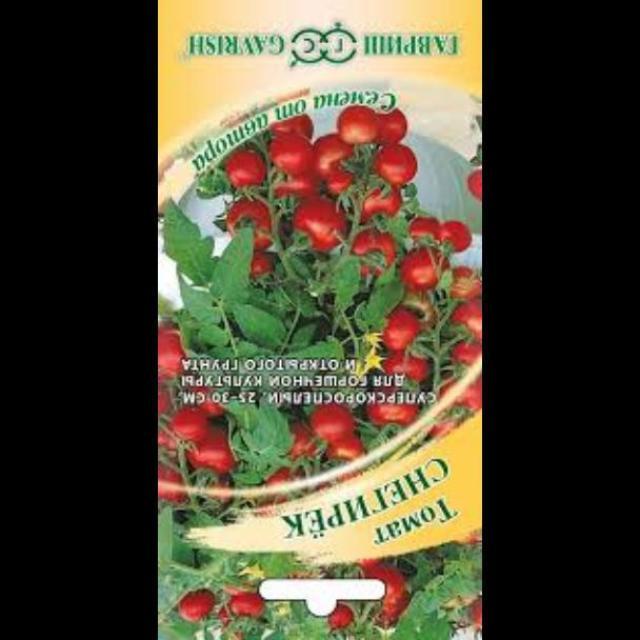 Томат
СНЕГИРЁК
СУПЕРСКОРОСПЕЛЫЙ, 25-30 СМ,
ДЛЯ ГОРШЕЧНОЙ КУЛЬТУРЫ
И ОТКРЫТОГО ГРУНТА
Семена от автора
ГАВРИШ GAVRISH®